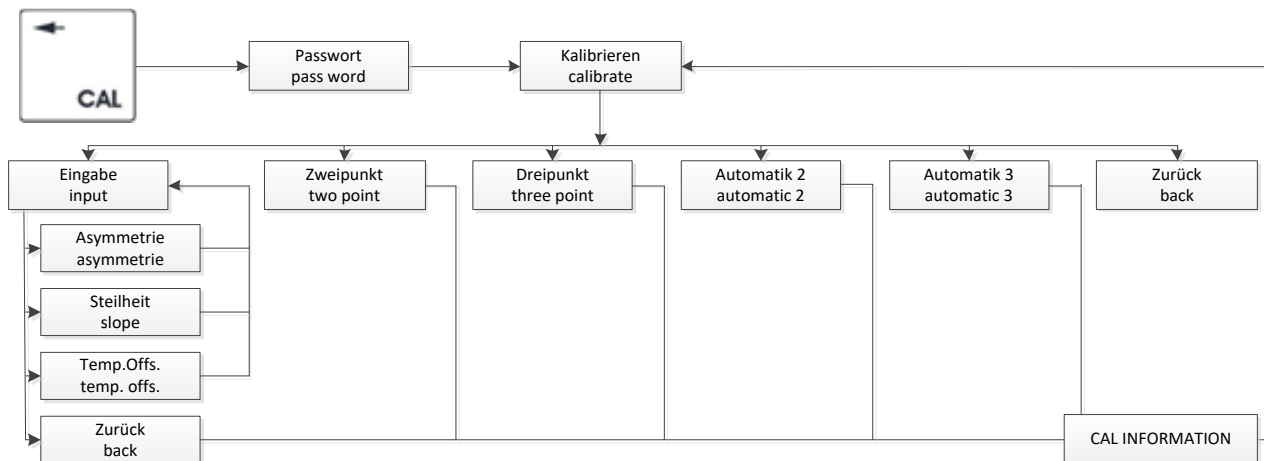 CAL
Passwort
pass word
Kalibrieren
calibrate
Eingabe
input
Zweipunkt
two point
Dreipunkt
three point
Automatik 2
automatic 2
Automatik 3
automatic 3
Zurück
back
Asymmetrie
asymmetrie
Steilheit
slope
Temp.Offs.
temp. offs.
Zurück
back
CAL INFORMATION